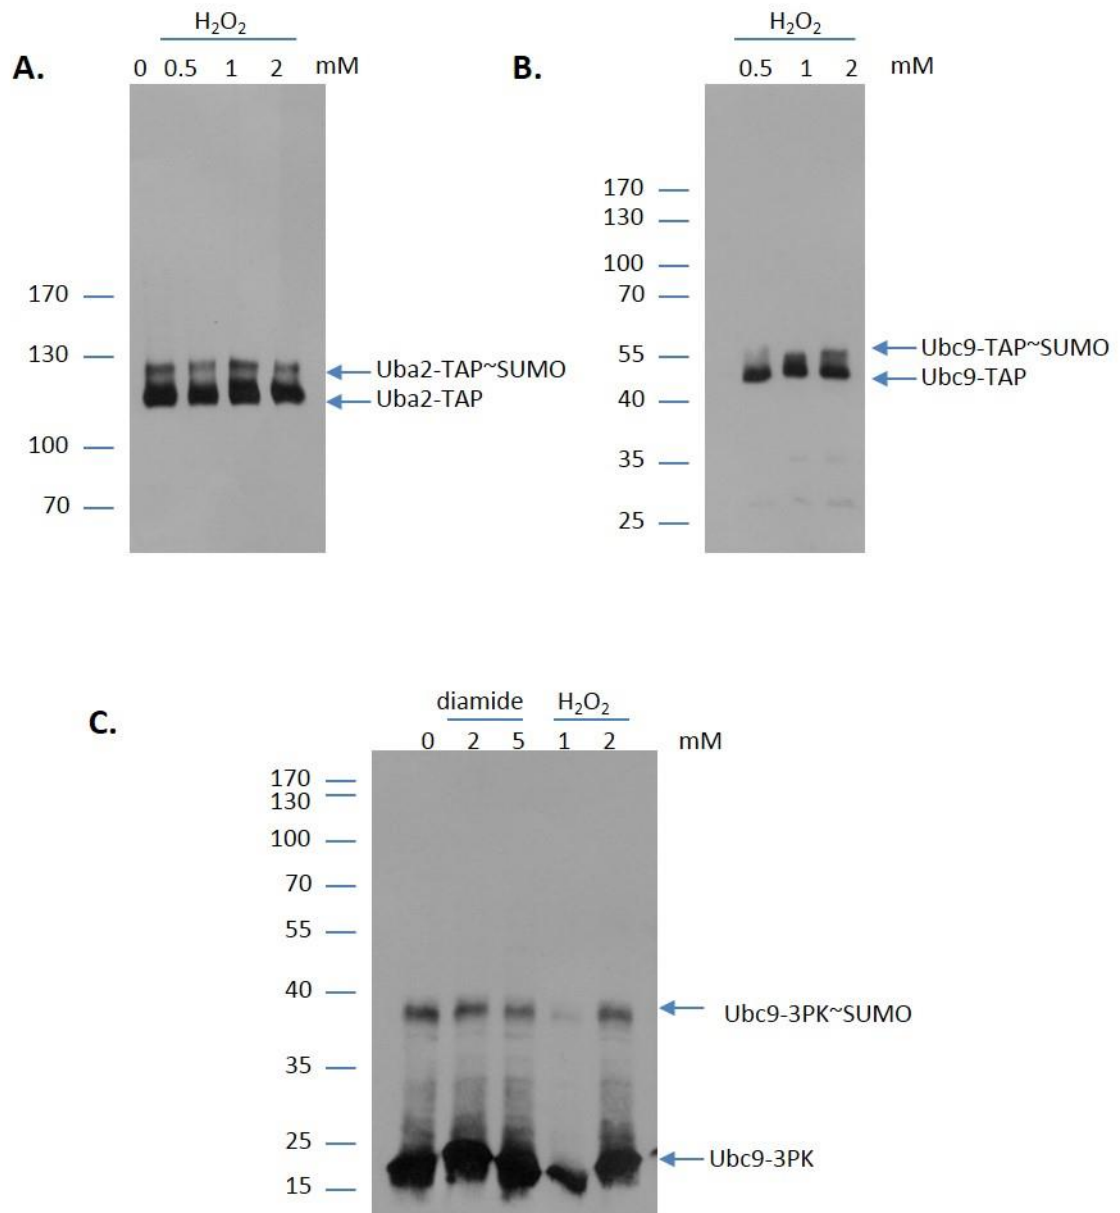 H₂O₂
A.
0 0.5 1 2 mM
170
130
100
70
Uba2-TAP~SUMO
Uba2-TAP
H₂O₂
B.
0.5 1 2 mM
170
130
100
70
55
40
35
25
Ubc9-TAP~SUMO
Ubc9-TAP
C.
diamide H₂O₂
0 2 5 1 2 mM
170
130
100
70
55
40
35
25
15
Ubc9-3PK~SUMO
Ubc9-3PK